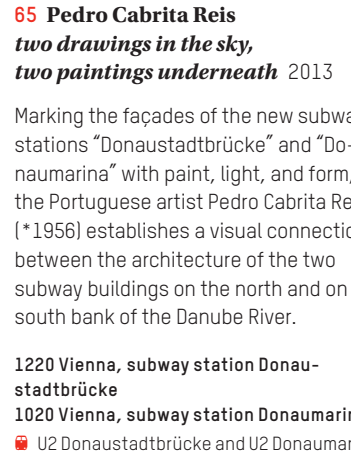 65 Pedro Cabrita Reis
two drawings in the sky,
two paintings underneath 2013
Marking the façades of the new subwa
stations “Donaustadtbrücke” and “Do-
naumarina” with paint, light, and form,
the Portuguese artist Pedro Cabrita Re
(*1956) establishes a visual connectio
between the architecture of the two
subway buildings on the north and on
south bank of the Danube River.
1220 Vienna, subway station Donau-
stadtbrücke
1020 Vienna, subway station Donaumarin
U2 Donaustadtbrücke and U2 Donaumar